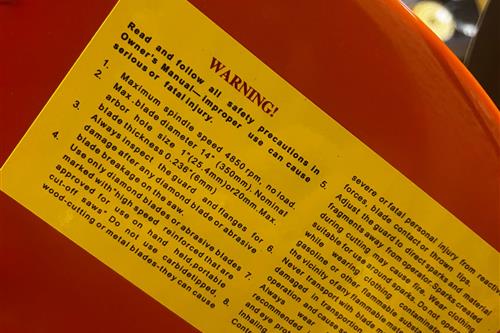 WARNING!
Read and follow all safety precautions in
Owner's Manual—improper use can cause
serious or fatal injury.
1. Maximum spindle speed 4850 rpm, no load
2. Max.blade diameter 14" (350mm). Nominal
arbor hole size 1"(25.4mm)or20mm.Max.
blade thickness 0.236"(6mm)
3. Always inspect the guard and flanges for
damage after any diamond blade or abrasive
blade breakage on the saw.
4. Use only diamond blades or abrasive blades
marked with"high speed"reinforced that are
approved for use on hand held,portable
cut-off saws" Do not use carbidetipper,
wood-cutting or metal blades-they can cause
severe or fatal personal injury from reactive
forces, blade contact or thrown tips.
5. Adjust the guard to direct sparks and
fragments away from operator.Sparks created
during cutting may cause fire. Wear clothing
suitable for use around sparks. Do not operate
while wearing clothing contaminated
gasoline or other flammable
the vicinity of any flammable
6. Never transport with blade
damaged in transportation
operation and cause
7. Always wear
recommended
and eye
inhaling
8.